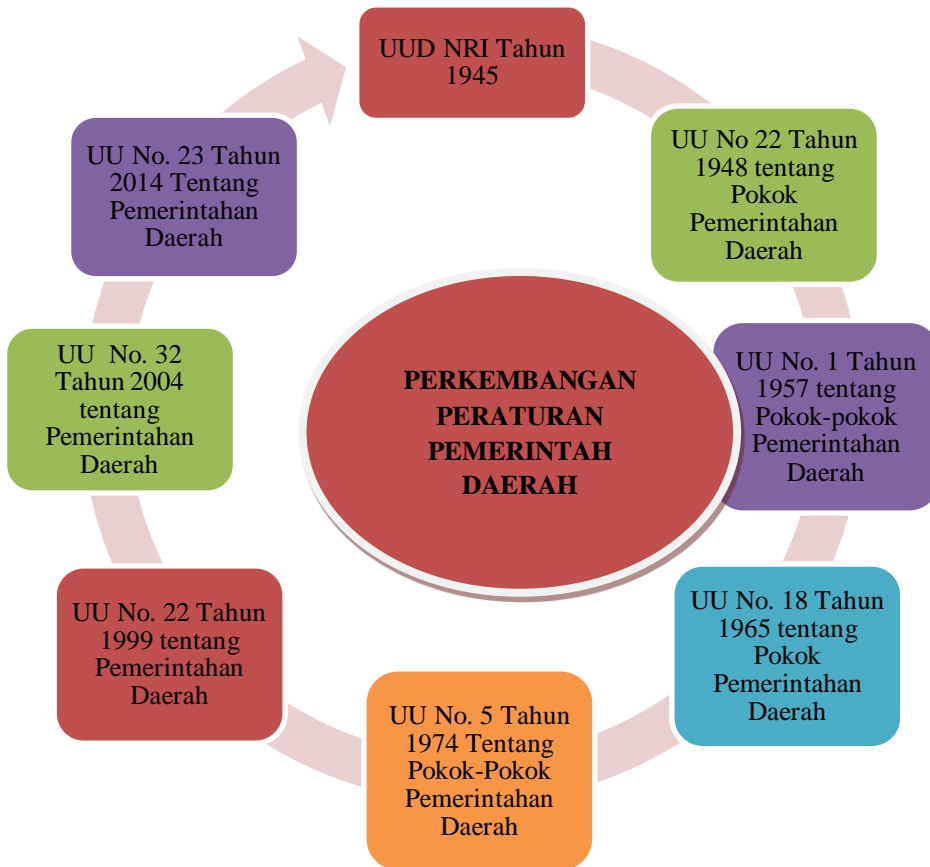 UUD NRI Tahun
1945
UU No 22 Tahun
1948 tentang
Pokok
Pemerintahan
Daerah
UU No. 1 Tahun
1957 tentang
Pokok-pokok
Pemerintahan
Daerah
UU No. 18 Tahun
1965 tentang
Pokok
Pemerintahan
Daerah
UU No. 5 Tahun
1974 Tentang
Pokok-Pokok
Pemerintahan
Daerah
UU No. 22 Tahun
1999 tentang
Pemerintahan
Daerah
UU No. 32
Tahun 2004
tentang
Pemerintahan
Daerah
UU No. 23 Tahun
2014 Tentang
Pemerintahan
Daerah
PERKEMBANGAN
PERATURAN
PEMERINTAH
DAERAH